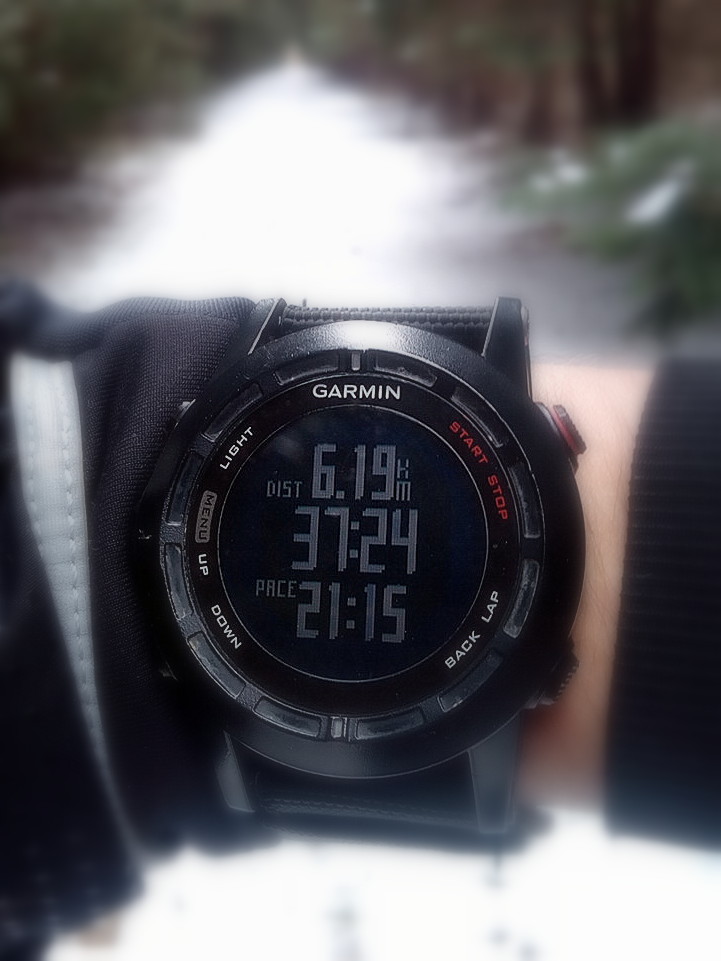 GARMIN
LIGHT
START STOP
DIST 6.19 km
37:24
MENU UP
PACE 21:15
DOWN
BACK LAP